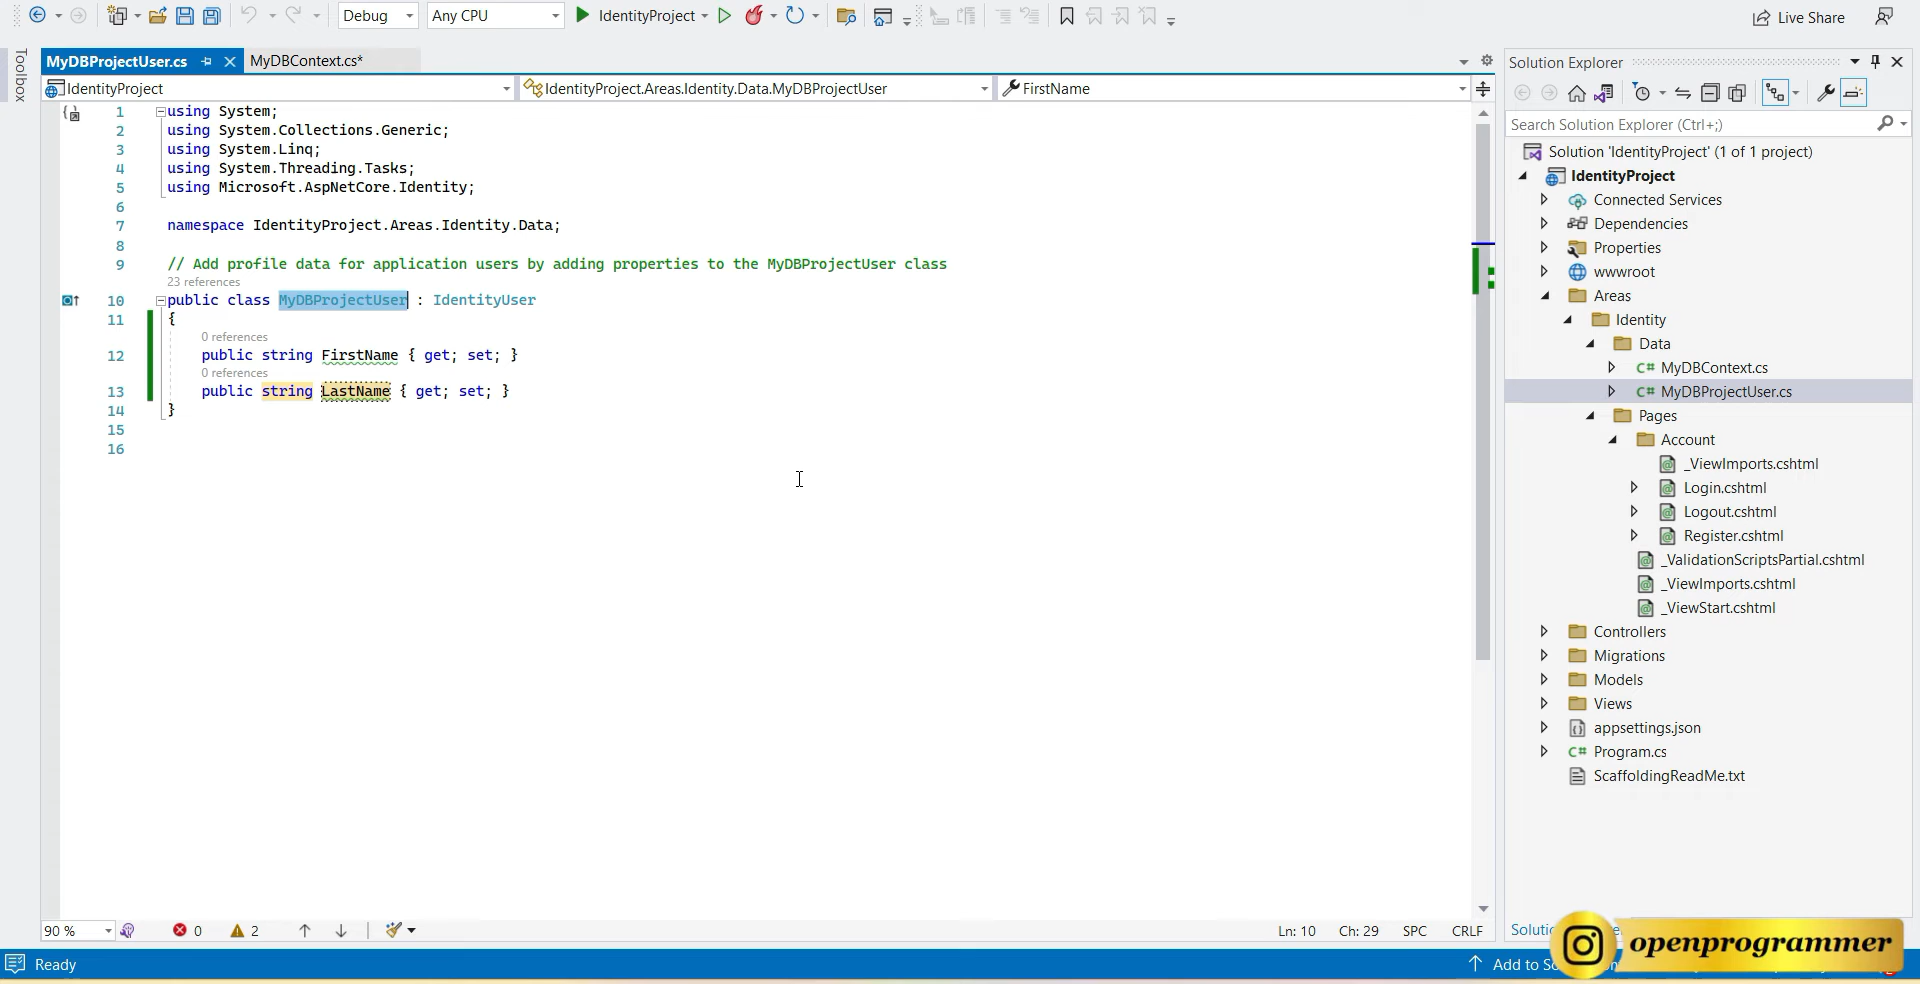 Debug
Any CPU
IdentityProject
Live Share
Toolbox
MyDBProjectUser.cs
MyDBContext.cs*
IdentityProject
IdentityProject.Areas.Identity.Data.MyDBProjectUser
FirstName
1 using System;
2 using System.Collections.Generic;
3 using System.Linq;
4 using System.Threading.Tasks;
5 using Microsoft.AspNetCore.Identity;
6
7 namespace IdentityProject.Areas.Identity.Data;
8
9 // Add profile data for application users by adding properties to the MyDBProjectUser class
23 references
10 public class MyDBProjectUser : IdentityUser
11 {
0 references
12 public string FirstName { get; set; }
0 references
13 public string LastName { get; set; }
14 }
15
16
90 %
0
2
Ln: 10
Ch: 29
SPC
CRLF
Solution Explorer
Search Solution Explorer (Ctrl+;)
Solution 'IdentityProject' (1 of 1 project)
IdentityProject
Connected Services
Dependencies
Properties
wwwroot
Areas
Identity
Data
C# MyDBContext.cs
C# MyDBProjectUser.cs
Pages
Account
_ViewImports.cshtml
Login.cshtml
Logout.cshtml
Register.cshtml
_ValidationScriptsPartial.cshtml
_ViewImports.cshtml
_ViewStart.cshtml
Controllers
Migrations
Models
Views
appsettings.json
C# Program.cs
ScaffoldingReadMe.txt
openprogrammer
Ready
Add to